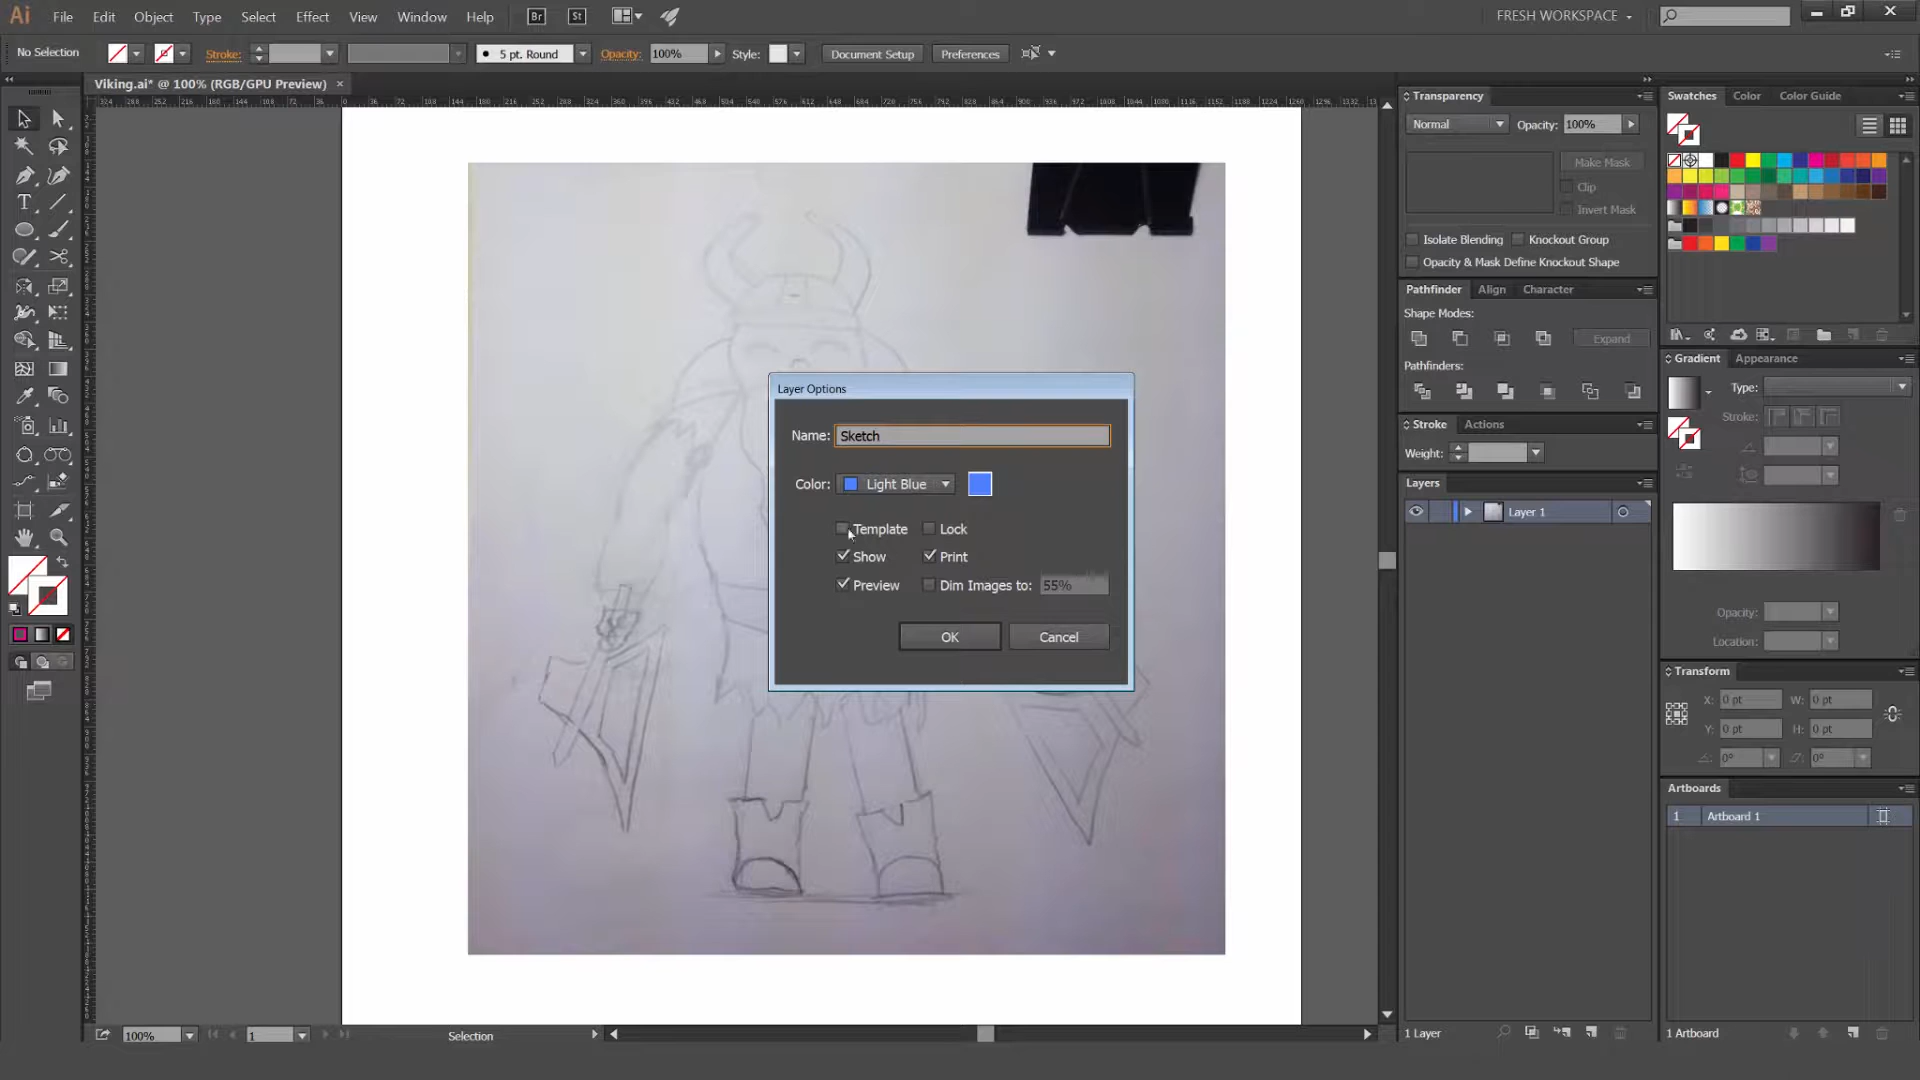 Ai File Edit Object Type Select Effect View Window Help Br St FRESH WORKSPACE
No Selection Stroke: 5 pt. Round Opacity: 100% Style: Document Setup Preferences
Viking.ai* @ 100% (RGB/GPU Preview) ×
Transparency
Normal Opacity: 100%
Make Mask
Clip
Invert Mask
Isolate Blending Knockout Group
Opacity & Mask Define Knockout Shape
Pathfinder Align Character
Shape Modes:
Expand
Pathfinders:
Stroke Actions
Weight:
Layers
Layer 1
1 Layer
Swatches Color Color Guide
Gradient Appearance
Type:
Stroke:
Opacity:
Location:
Transform
X: 0 pt W: 0 pt
Y: 0 pt H: 0 pt
0° 0°
Artboards
1 Artboard 1
1 Artboard
Layer Options
Name: Sketch
Color: Light Blue
Template Lock
Show Print
Preview Dim Images to: 55%
OK Cancel
100% 1 Selection